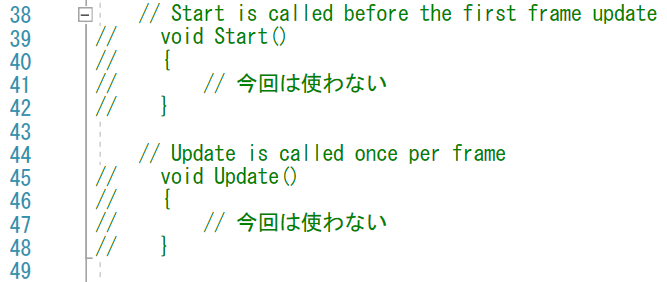 38 // Start is called before the first frame update
39 // void Start()
40 // {
41 // // 今回は使わない
42 // }
43
44 // Update is called once per frame
45 // void Update()
46 // {
47 // // 今回は使わない
48 // }
49